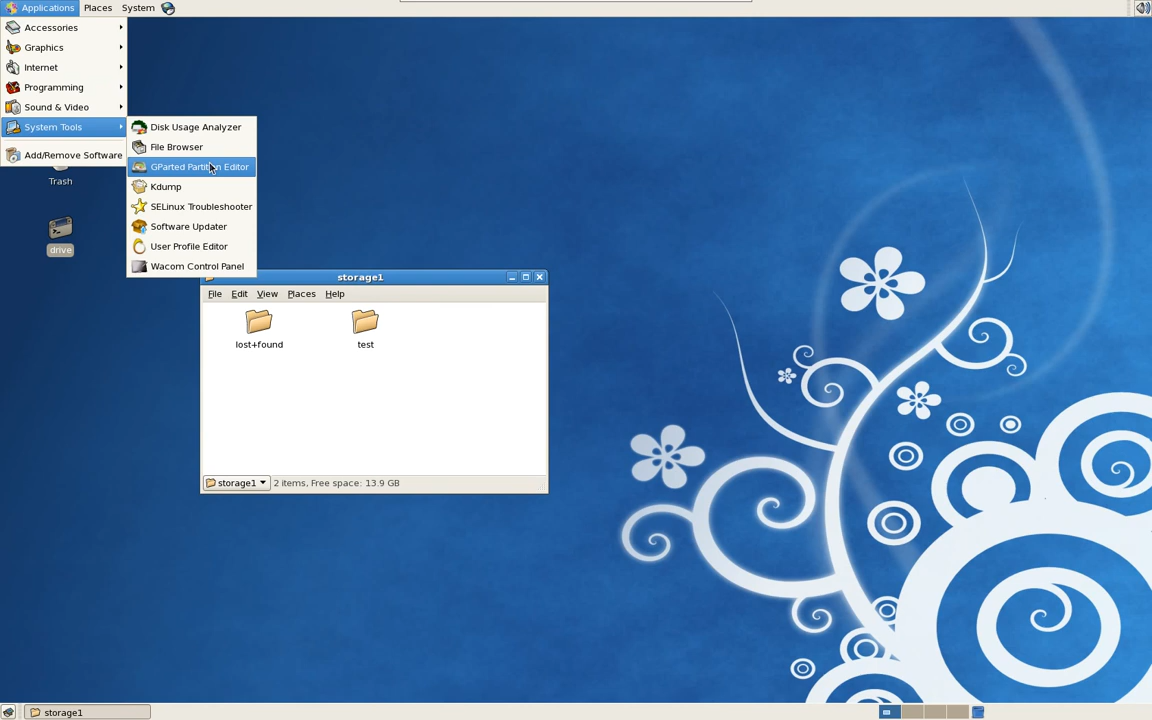 Applications Places System
Accessories
Graphics
Internet
Programming
Sound & Video
System Tools
Add/Remove Software
Disk Usage Analyzer
File Browser
GParted Partition Editor
Kdump
SELinux Troubleshooter
Software Updater
User Profile Editor
Wacom Control Panel
Trash
drive
storage1
File Edit View Places Help
lost+found test
storage1 2 items, Free space: 13.9 GB
storage1